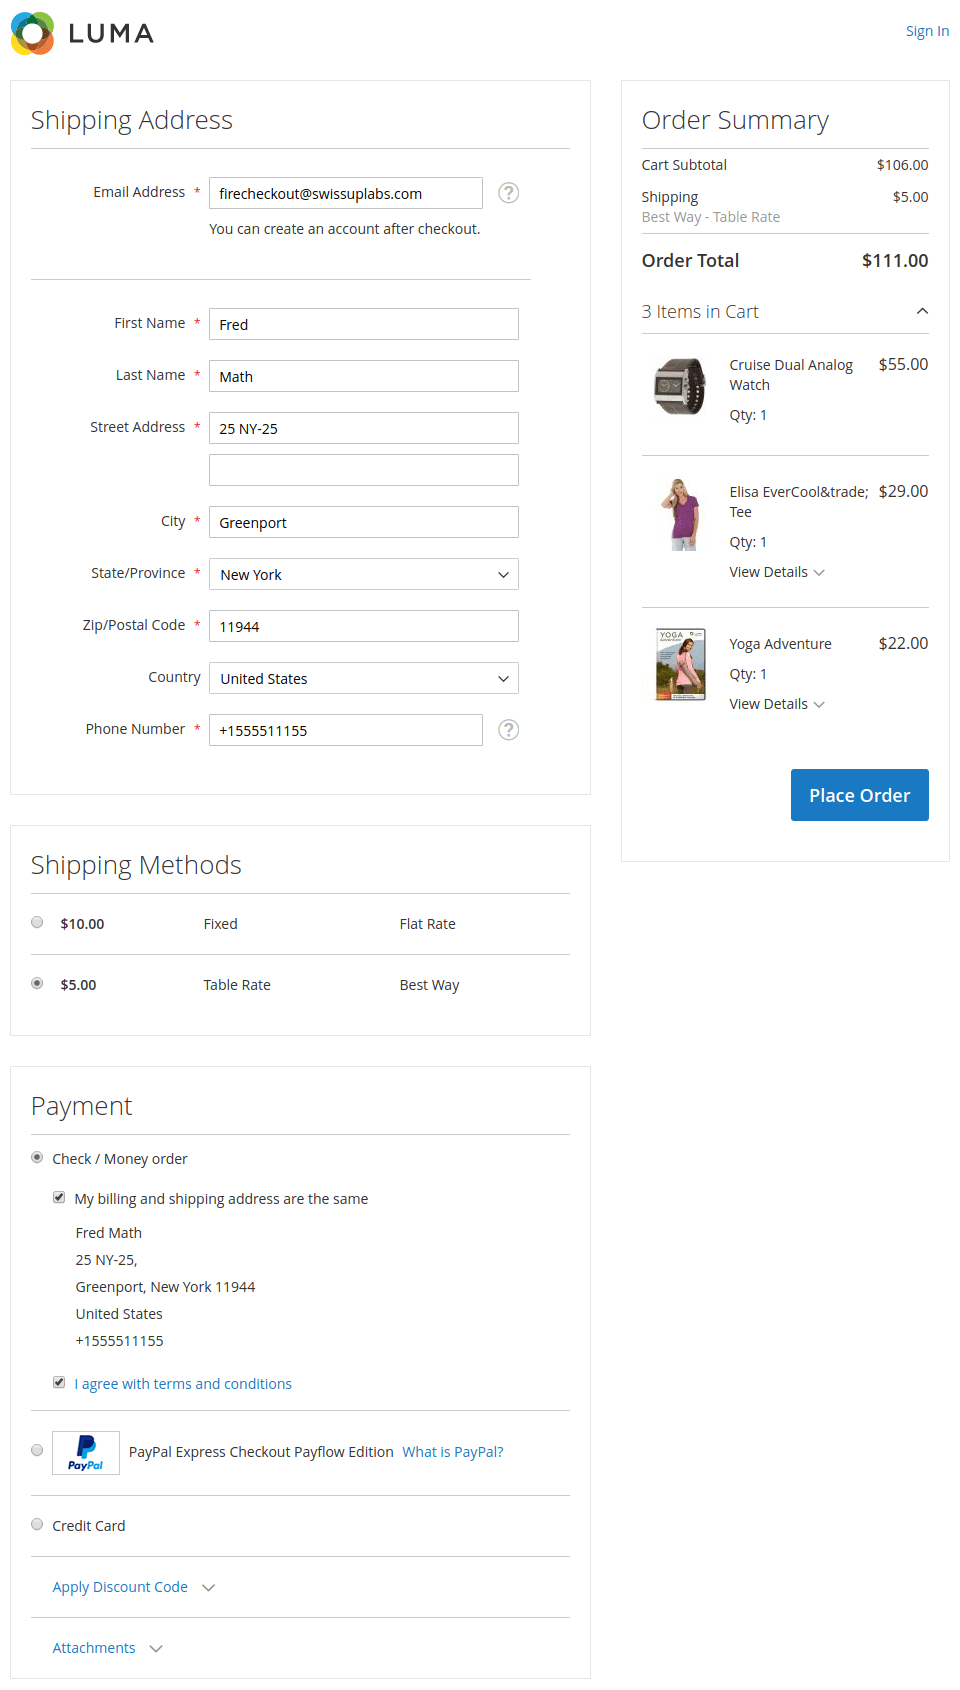 LUMA
Sign In
Shipping Address
Email Address *
firecheckout@swissuplabs.com
?
You can create an account after checkout.
First Name * Fred
Last Name * Math
Street Address * 25 NY-25
City * Greenport
State/Province * New York
Zip/Postal Code * 11944
Country United States
Phone Number * +1555511155
?
Shipping Methods
$10.00 Fixed Flat Rate
$5.00 Table Rate Best Way
Payment
Check / Money order
My billing and shipping address are the same
Fred Math
25 NY-25,
Greenport, New York 11944
United States
+1555511155
I agree with terms and conditions
PayPal
PayPal Express Checkout Payflow Edition What is PayPal?
Credit Card
Apply Discount Code
Attachments
Order Summary
Cart Subtotal $106.00
Shipping $5.00
Best Way - Table Rate
Order Total $111.00
3 Items in Cart
Cruise Dual Analog $55.00
Watch
Qty: 1
Elisa EverCool&trade; $29.00
Tee
Qty: 1
View Details
YOGA
Adventure
Yoga Adventure $22.00
Qty: 1
View Details
Place Order